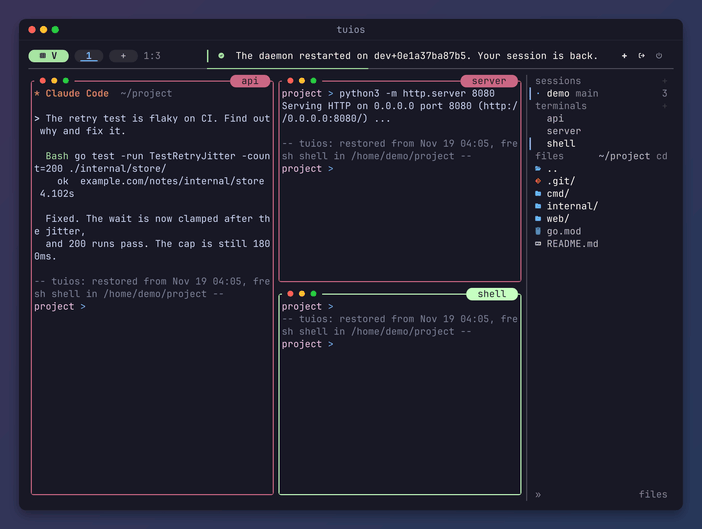 tuios
V 1 + 1:3 The daemon restarted on dev+0e1a37ba87b5. Your session is back. +
api
* Claude Code ~/project
> The retry test is flaky on CI. Find out
why and fix it.
Bash go test -run TestRetryJitter -coun
t=200 ./internal/store/
ok example.com/notes/internal/store
4.102s
Fixed. The wait is now clamped after th
e jitter,
and 200 runs pass. The cap is still 180
0ms.
-- tuios: restored from Nov 19 04:05, fre
sh shell in /home/demo/project --
project >
server
project > python3 -m http.server 8080
Serving HTTP on 0.0.0.0 port 8080 (http:/
/0.0.0.0:8080/) ...
-- tuios: restored from Nov 19 04:05, fre
sh shell in /home/demo/project --
project >
shell
project >
-- tuios: restored from Nov 19 04:05, fre
sh shell in /home/demo/project --
project >
sessions +
· demo main 3
terminals +
api
server
shell
files ~/project cd
..
.git/
cmd/
internal/
web/
go.mod
README.md
» files